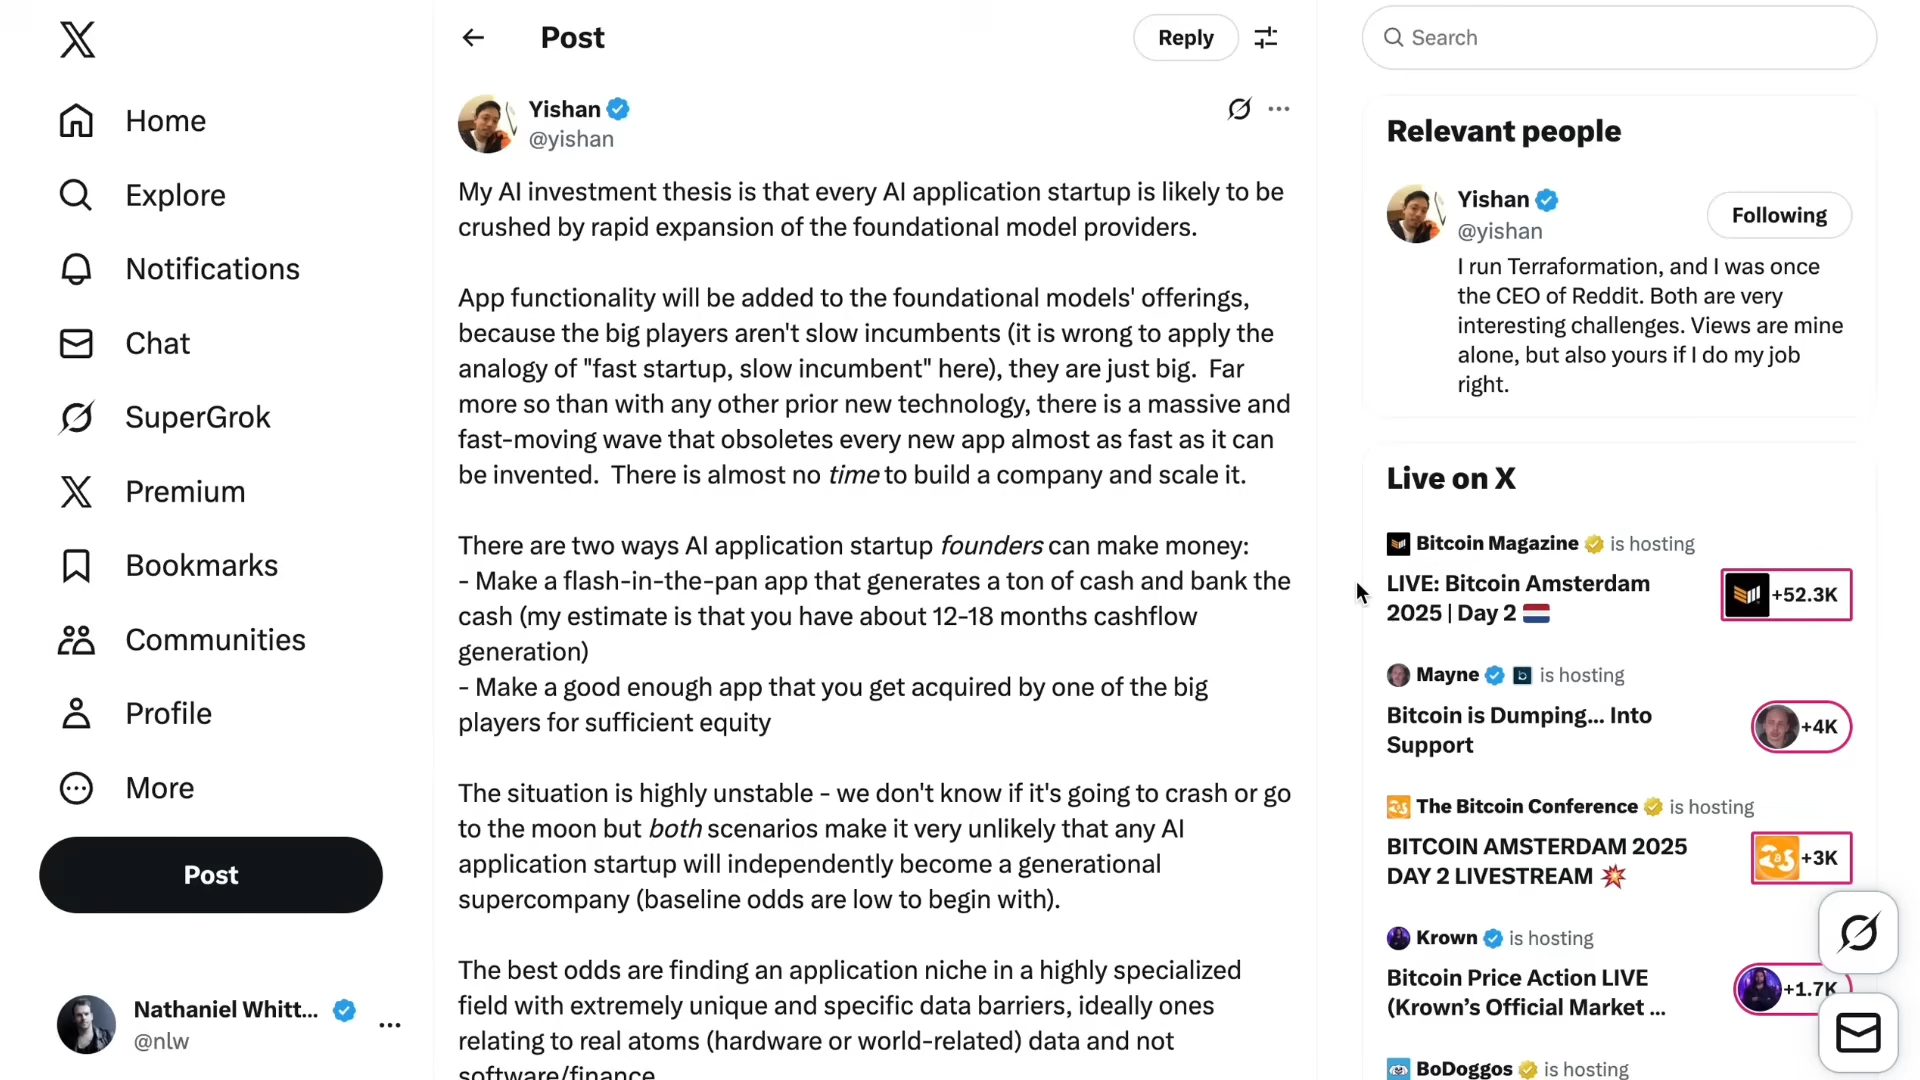 Home
Explore
Notifications
Chat
SuperGrok
Premium
Bookmarks
Communities
Profile
More
Post
Nathaniel Whitt...
@nlw
Post
Reply
Yishan
@yishan
My AI investment thesis is that every AI application startup is likely to be
crushed by rapid expansion of the foundational model providers.
App functionality will be added to the foundational models' offerings,
because the big players aren't slow incumbents (it is wrong to apply the
analogy of "fast startup, slow incumbent" here), they are just big.  Far
more so than with any other prior new technology, there is a massive and
fast-moving wave that obsoletes every new app almost as fast as it can
be invented.  There is almost no time to build a company and scale it.
There are two ways AI application startup founders can make money:
- Make a flash-in-the-pan app that generates a ton of cash and bank the
cash (my estimate is that you have about 12-18 months cashflow
generation)
- Make a good enough app that you get acquired by one of the big
players for sufficient equity
The situation is highly unstable - we don't know if it's going to crash or go
to the moon but both scenarios make it very unlikely that any AI
application startup will independently become a generational
supercompany (baseline odds are low to begin with).
The best odds are finding an application niche in a highly specialized
field with extremely unique and specific data barriers, ideally ones
relating to real atoms (hardware or world-related) data and not
software/finance
Search
Relevant people
Yishan
@yishan
Following
I run Terraformation, and I was once
the CEO of Reddit. Both are very
interesting challenges. Views are mine
alone, but also yours if I do my job
right.
Live on X
Bitcoin Magazine is hosting
LIVE: Bitcoin Amsterdam
2025 | Day 2 🇳🇱
+52.3K
Mayne is hosting
Bitcoin is Dumping... Into
Support
+4K
The Bitcoin Conference is hosting
BITCOIN AMSTERDAM 2025
DAY 2 LIVESTREAM 💥
+3K
Krown is hosting
Bitcoin Price Action LIVE
(Krown's Official Market ...
+1.7K
BoDoggos is hosting